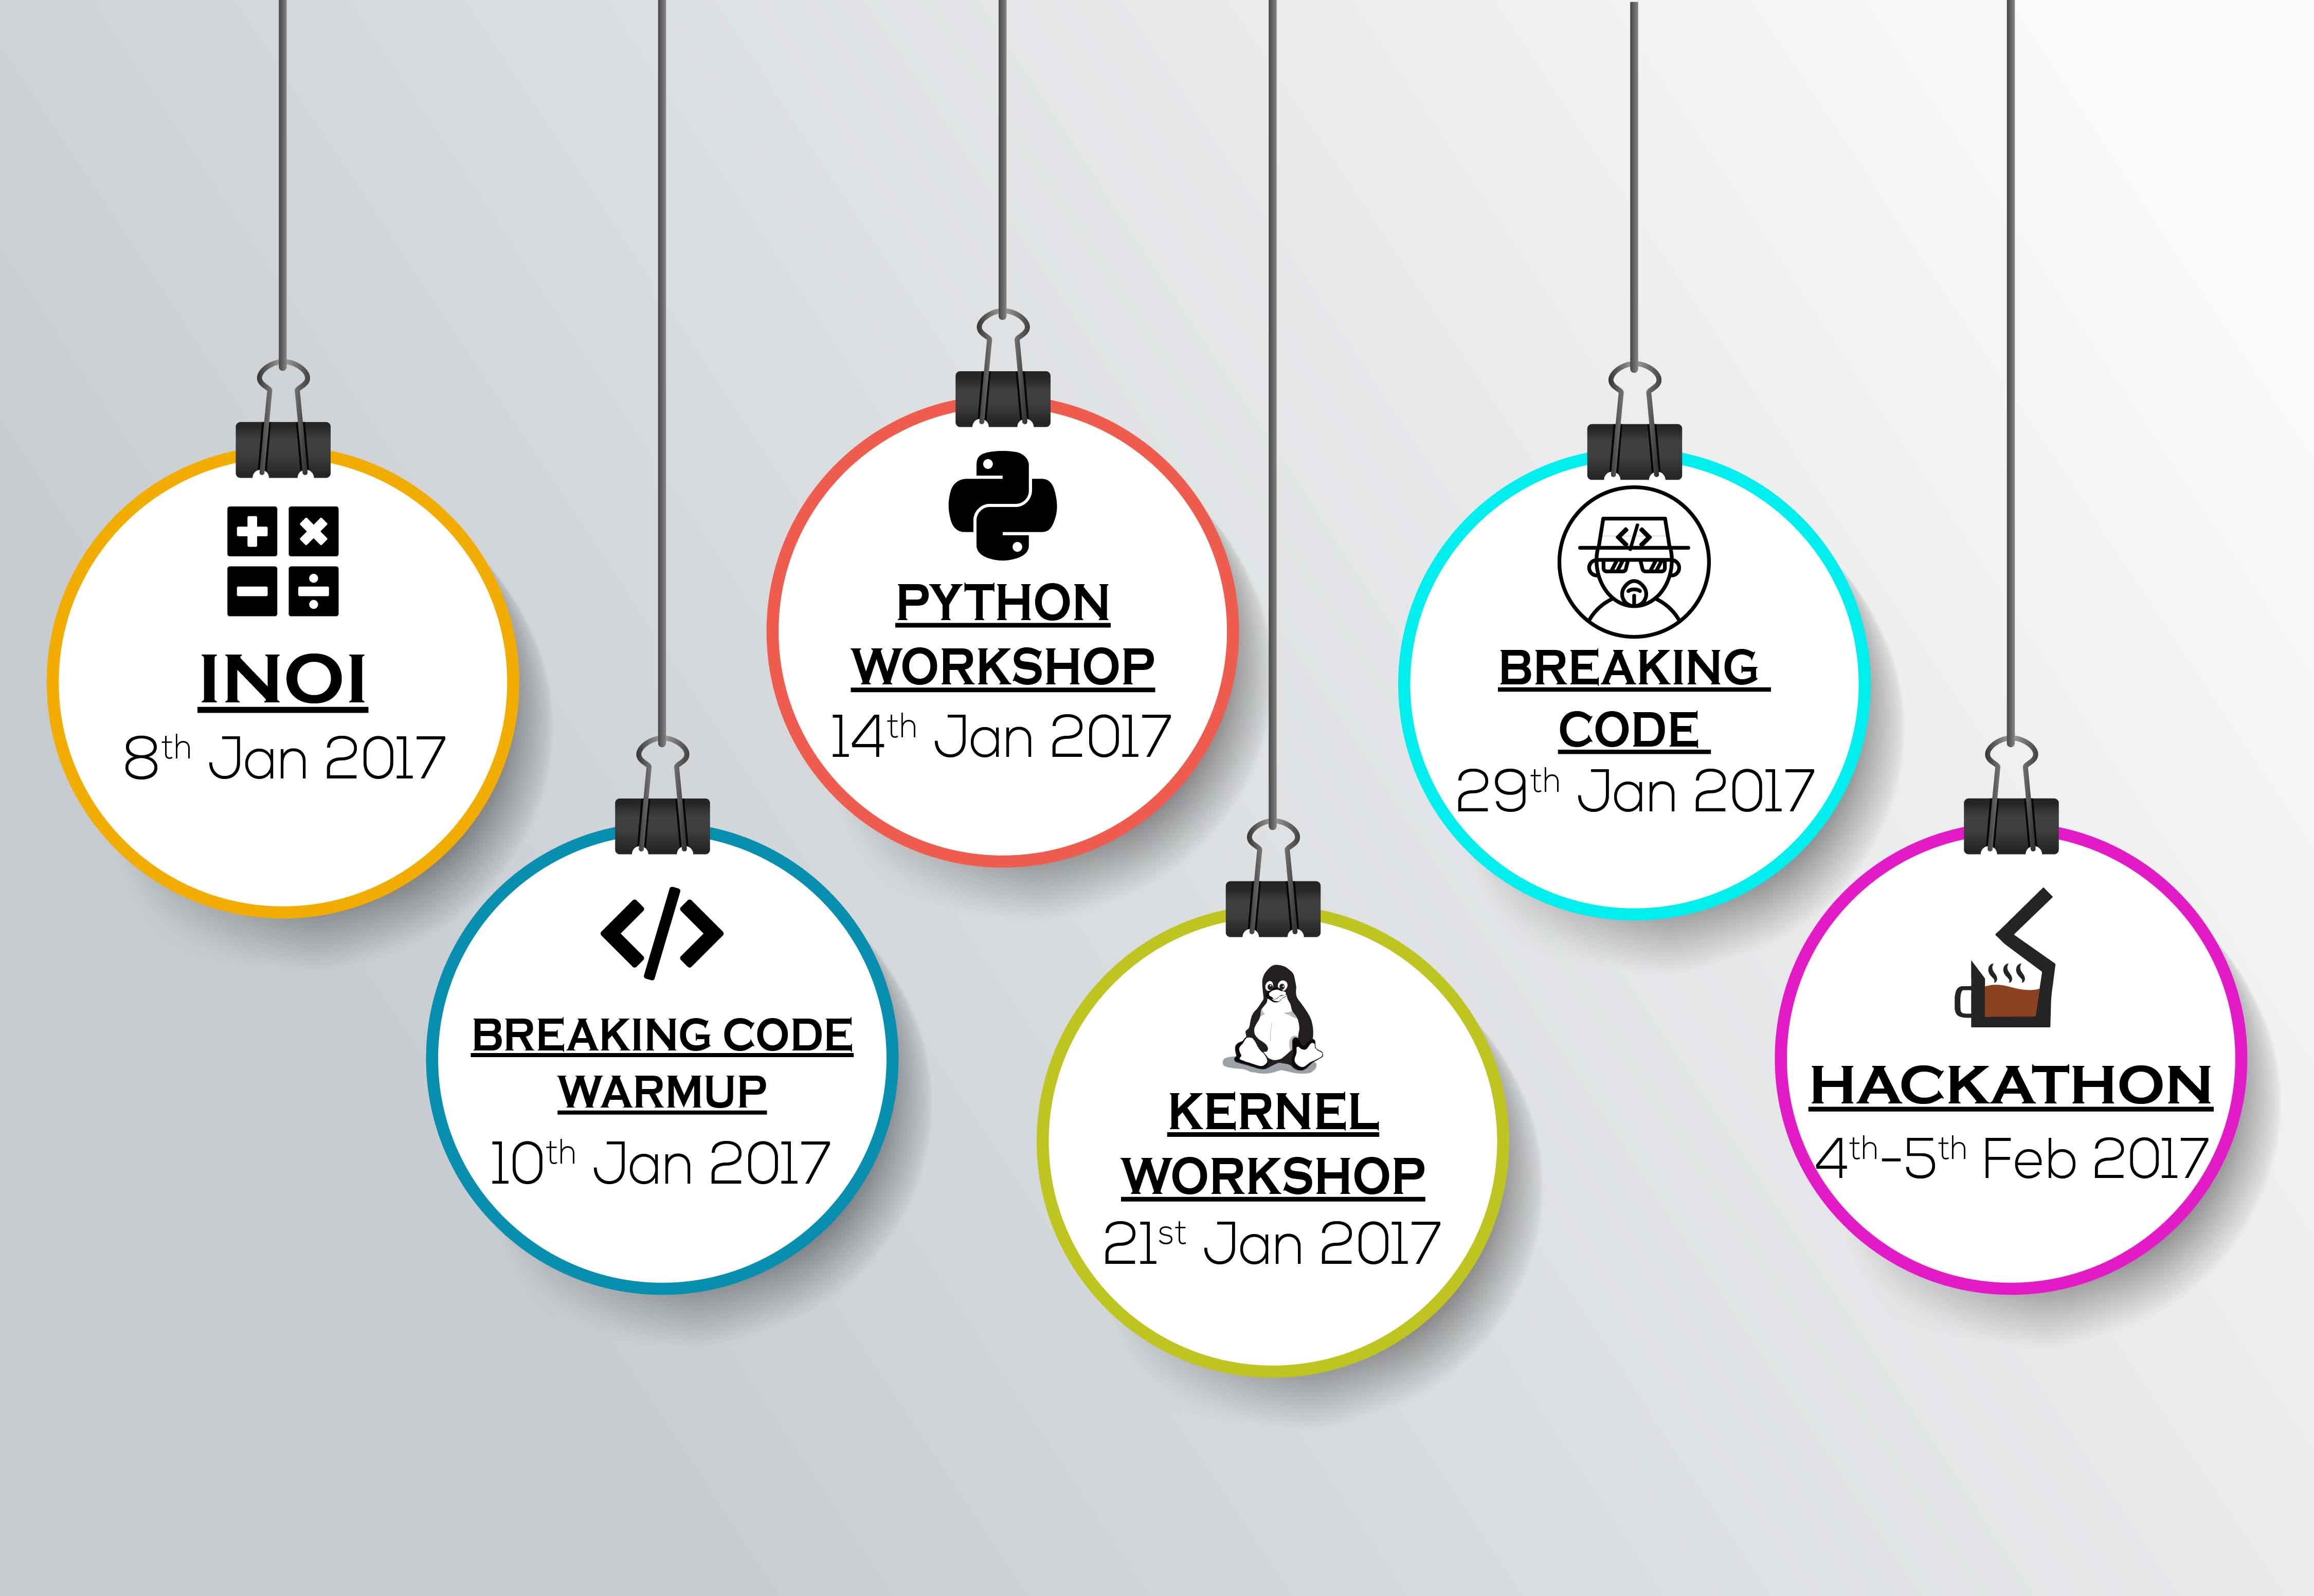 INOI
8th Jan 2017
BREAKING CODE
WARMUP
10th Jan 2017
PYTHON
WORKSHOP
14th Jan 2017
KERNEL
WORKSHOP
21st Jan 2017
</>
BREAKING
CODE
29th Jan 2017
HACKATHON
4th-5th Feb 2017